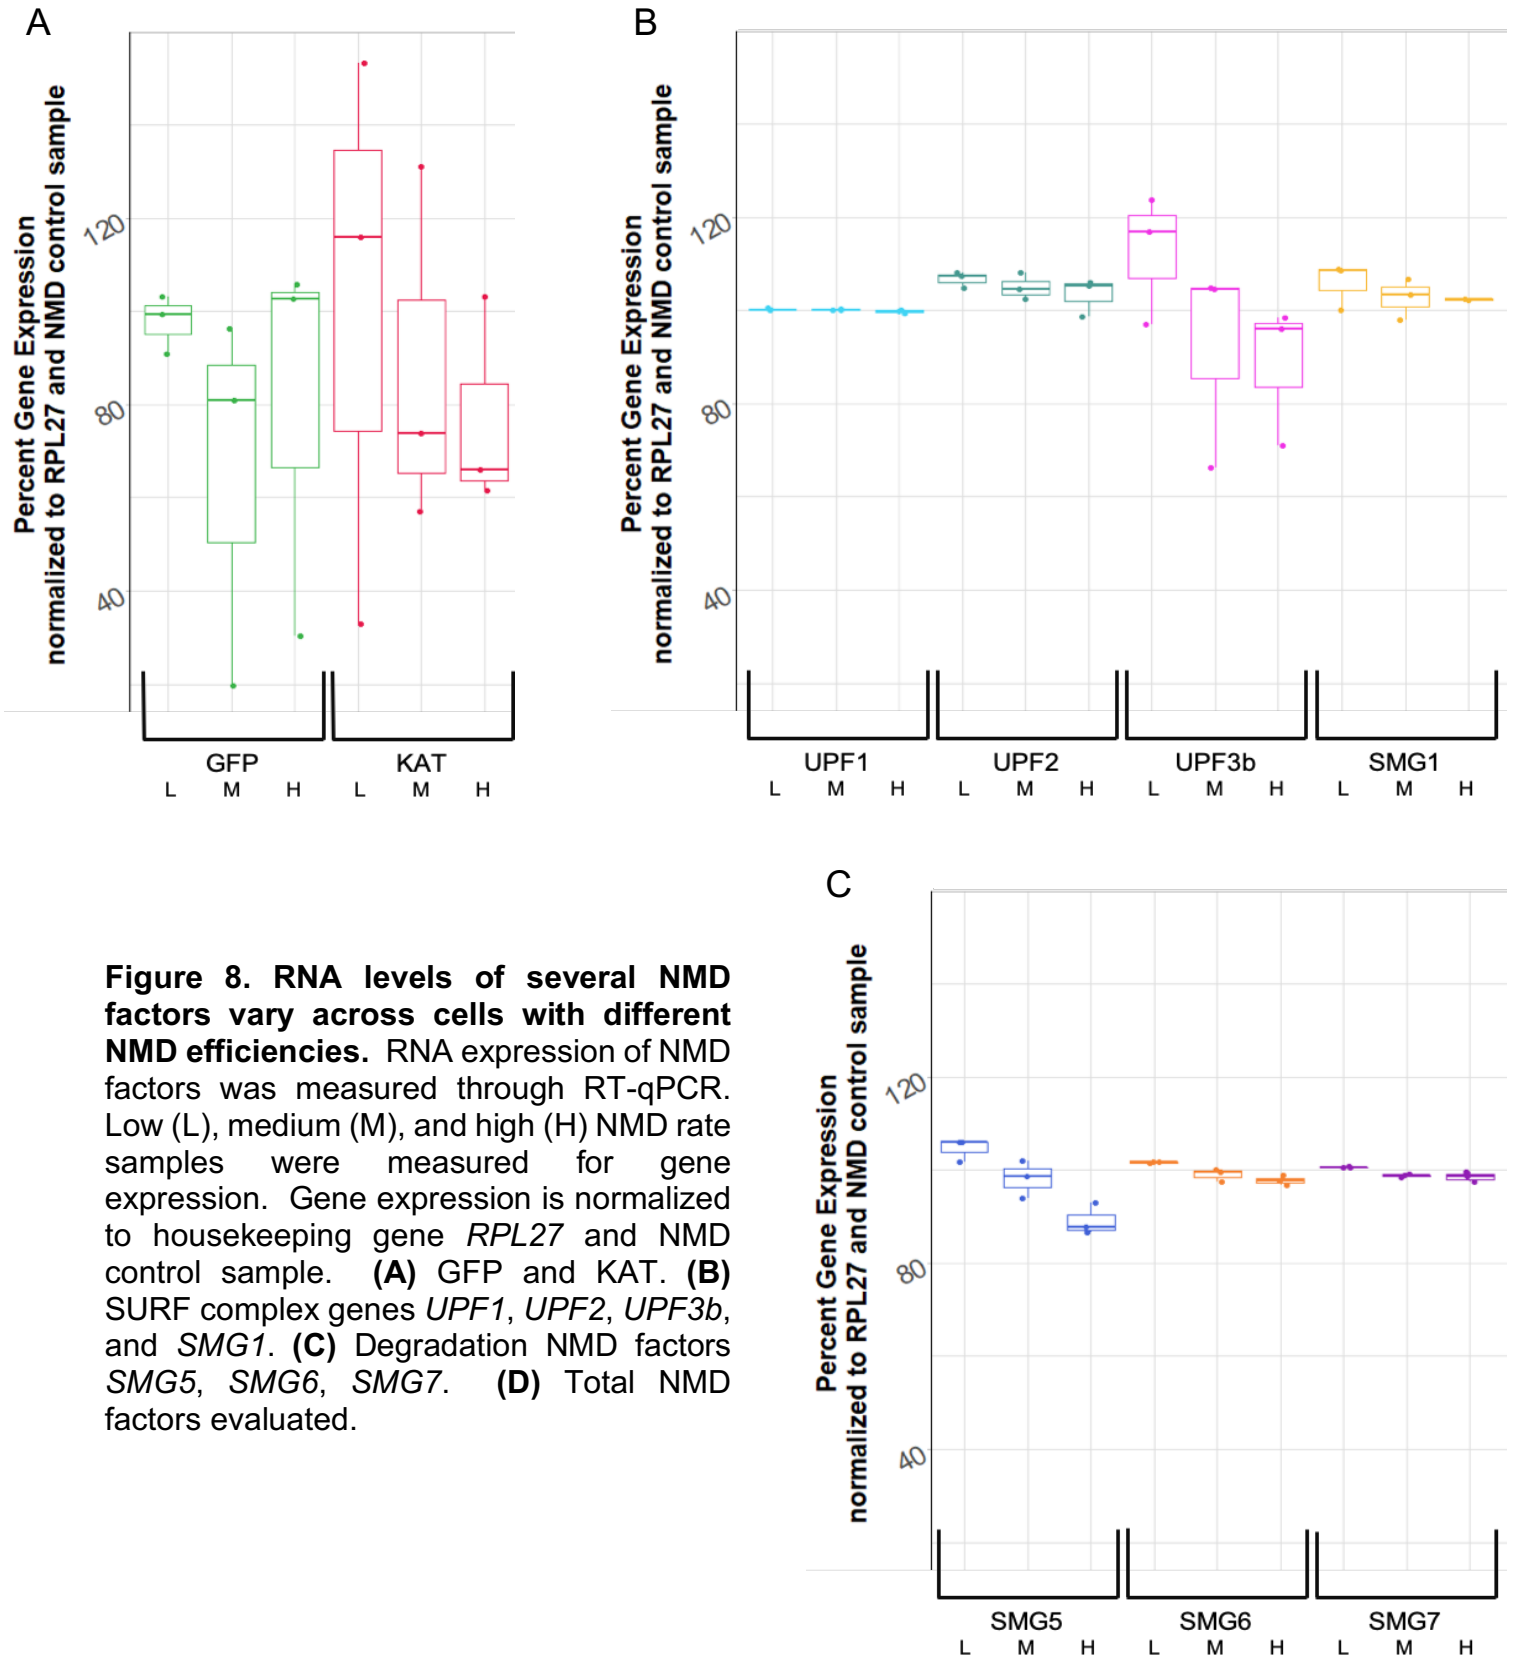 A
Percent Gene Expression
normalized to RPL27 and NMD control sample
120
80
40
GFP
KAT
L M H L M H
B
Percent Gene Expression
normalized to RPL27 and NMD control sample
120
80
40
UPF1 UPF2 UPF3b SMG1
L M H L M H L M H L M H
C
Percent Gene Expression
normalized to RPL27 and NMD control sample
120
80
40
SMG5 SMG6 SMG7
L M H L M H L M H
Figure 8. RNA levels of several NMD
factors vary across cells with different
NMD efficiencies. RNA expression of NMD
factors was measured through RT-qPCR.
Low (L), medium (M), and high (H) NMD rate
samples were measured for gene
expression. Gene expression is normalized
to housekeeping gene RPL27 and NMD
control sample. (A) GFP and KAT. (B)
SURF complex genes UPF1, UPF2, UPF3b,
and SMG1. (C) Degradation NMD factors
SMG5, SMG6, SMG7. (D) Total NMD
factors evaluated.